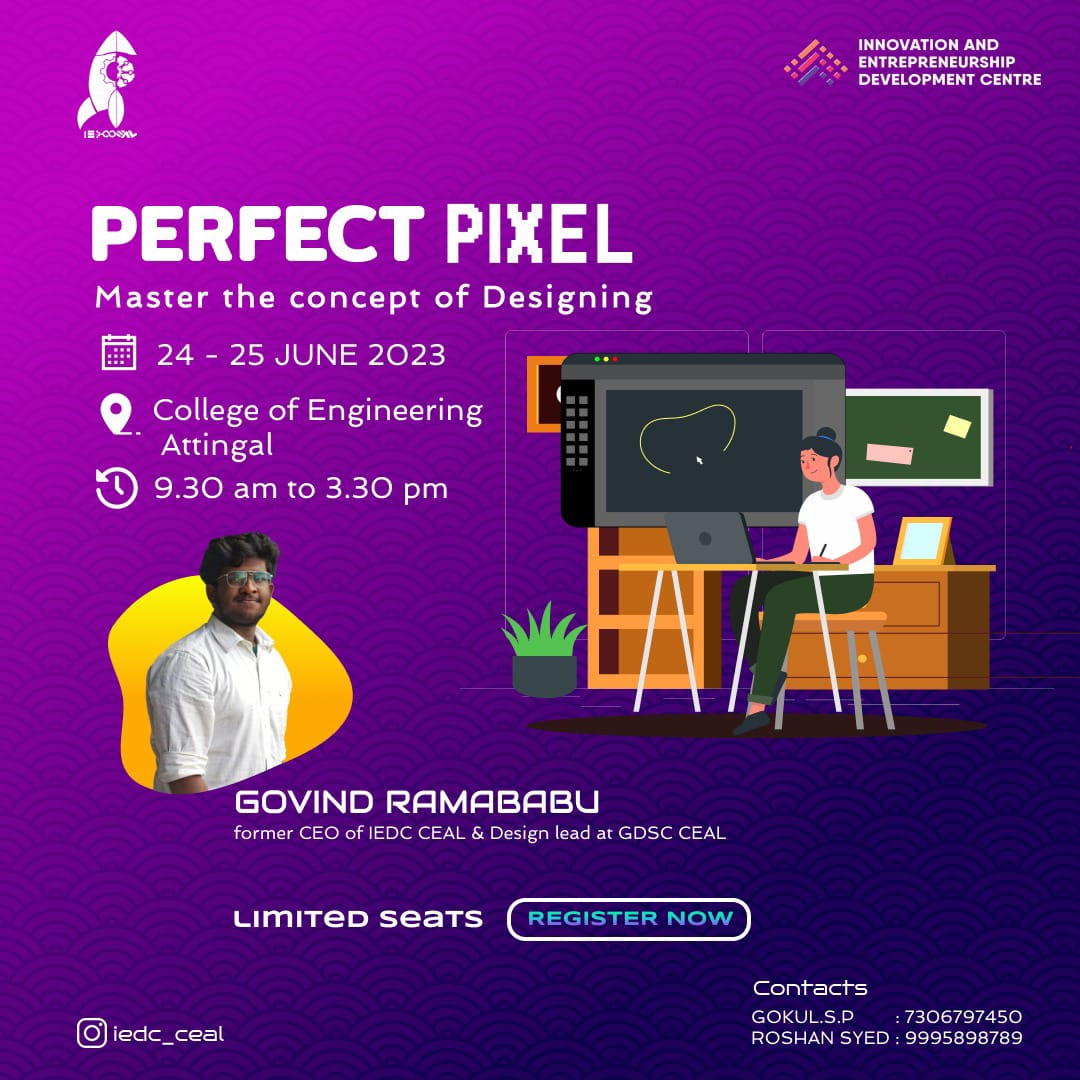 INNOVATION AND
ENTREPRENEURSHIP
DEVELOPMENT CENTRE
PERFECT PIXEL
Master the concept of Designing
24 - 25 JUNE 2023
College of Engineering
Attingal
9.30 am to 3.30 pm
GOVIND RAMABABU
former CEO of IEDC CEAL & Design lead at GDSC CEAL
LIMITED SEATS
REGISTER NOW
Contacts
GOKUL.S.P : 7306797450
ROSHAN SYED : 9995898789
iedc_ceal